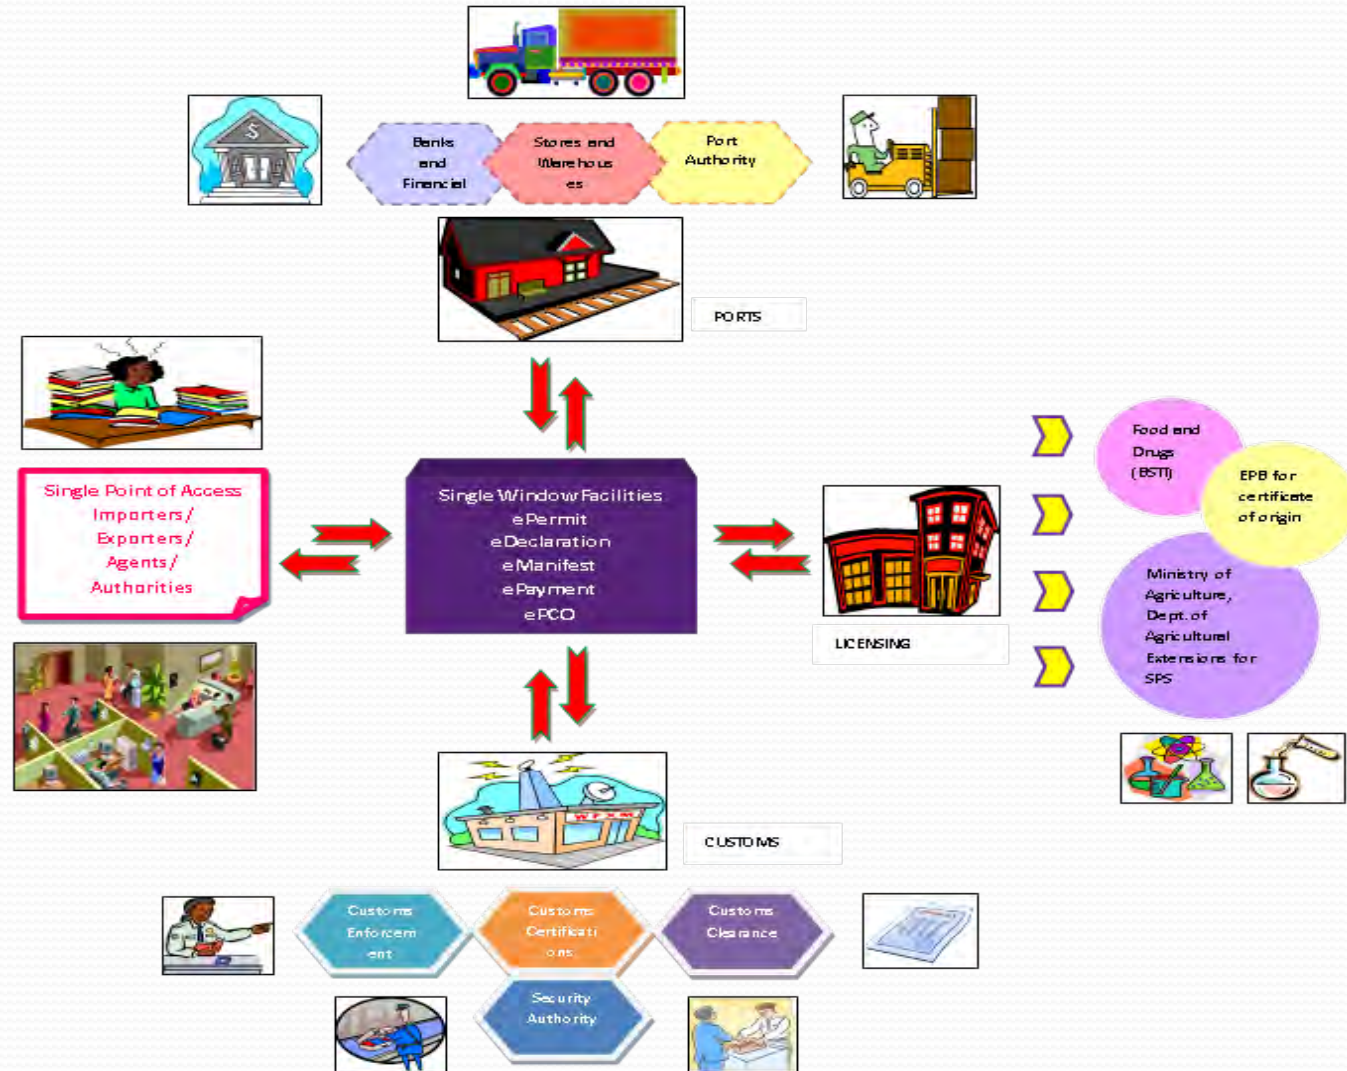 $
Banks
and
Financial
Stores and
Warehous
es
Port
Authority
PORTS
Single Point of Access
Importers/
Exporters/
Agents/
Authorities
Single Window Facilities
ePermit
eDeclaration
eManifest
ePayment
ePCO
LICENSING
Food and
Drugs
(BSTI)
EPB for
certificate
of origin
Ministry of
Agriculture,
Dept. of
Agricultural
Extensions for
SPS
WPXM
CUSTOMS
Customs
Enforcem
ent
Customs
Certificati
ons
Customs
Clearance
Security
Authority